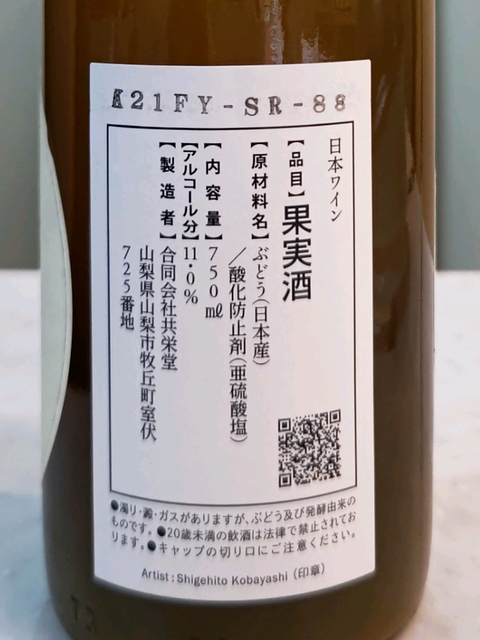 K21FY-SR-88
日本ワイン
【品目】果実酒
【原材料名】ぶどう(日本産)
／酸化防止剤(亜硫酸塩)
【内容量】750㎖
【アルコール分】11・0%
【製造者】合同会社共栄堂
山梨県山梨市牧丘町室伏
725番地
●濁り・澱・ガスがありますが、ぶどう及び発酵由来の
ものです。●20歳未満の飲酒は法律で禁止されてお
ります。●キャップの切り口にご注意ください。
Artist : Shigehito Kobayashi (印章)